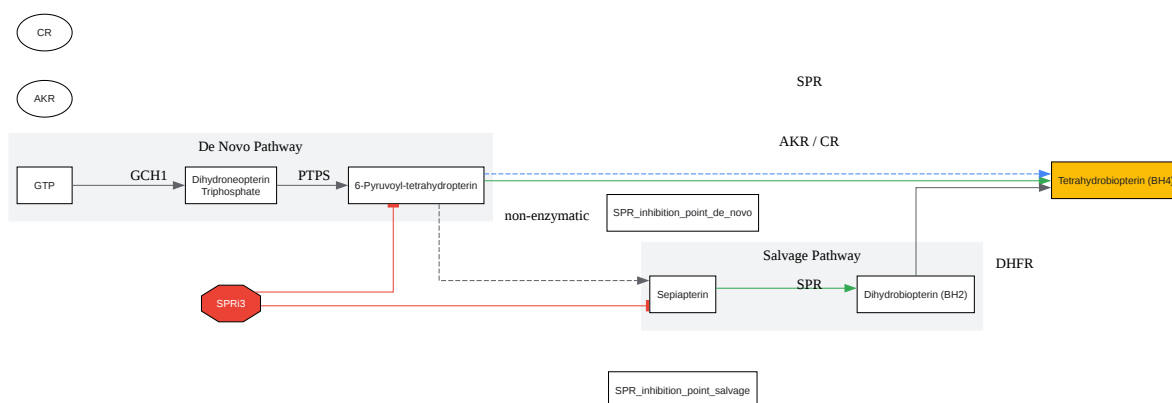 CR
SPR
AKR
AKR / CR
De Novo Pathway
GTP
GCH1
Dihydroneopterin
Triphosphate
PTPS
6-Pyruvoyl-tetrahydropterin
Tetrahydrobiopterin (BH4)
non-enzymatic
SPR_inhibition_point_de_novo
Salvage Pathway
DHFR
SPRi3
Sepiapterin
SPR
Dihydrobiopterin (BH2)
SPR_inhibition_point_salvage